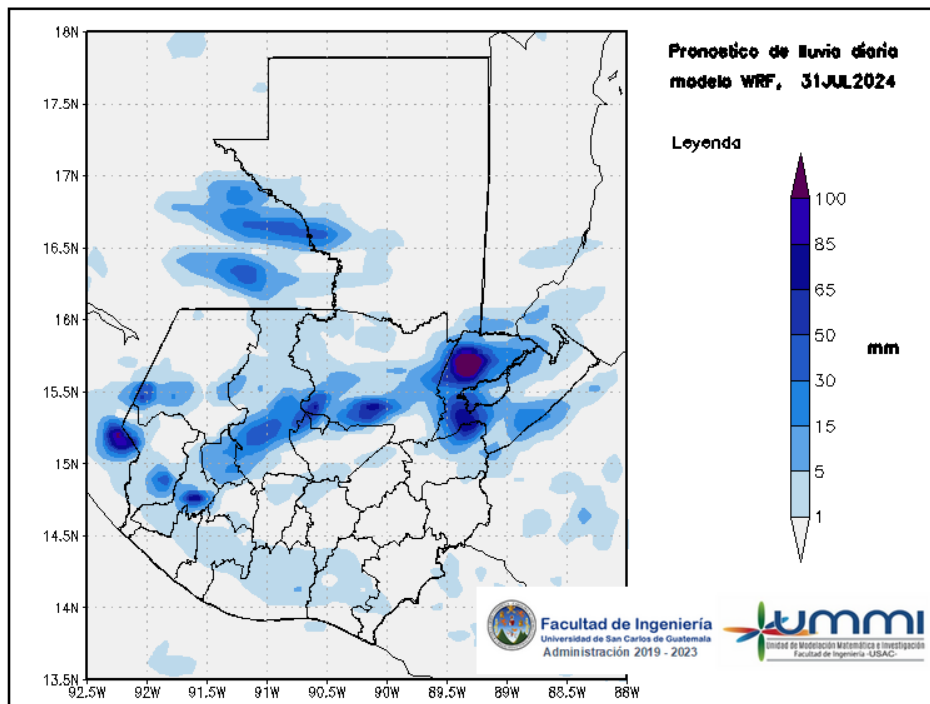 Pronostico de lluvia diaria
modelo WRF, 31JUL2024
Leyenda
100
85
65
50
30
15
5
1
mm
18N
17.5N
17N
16.5N
16N
15.5N
15N
14.5N
14N
13.5N
92.5W
92W
91.5W
91W
90.5W
90W
89.5W
89W
88.5W
88W
Facultad de Ingeniería
Universidad de San Carlos de Guatemala
Administración 2019 - 2023
ummi
Unidad de Modelación Matemática e Investigación
Facultad de Ingeniería -USAC-